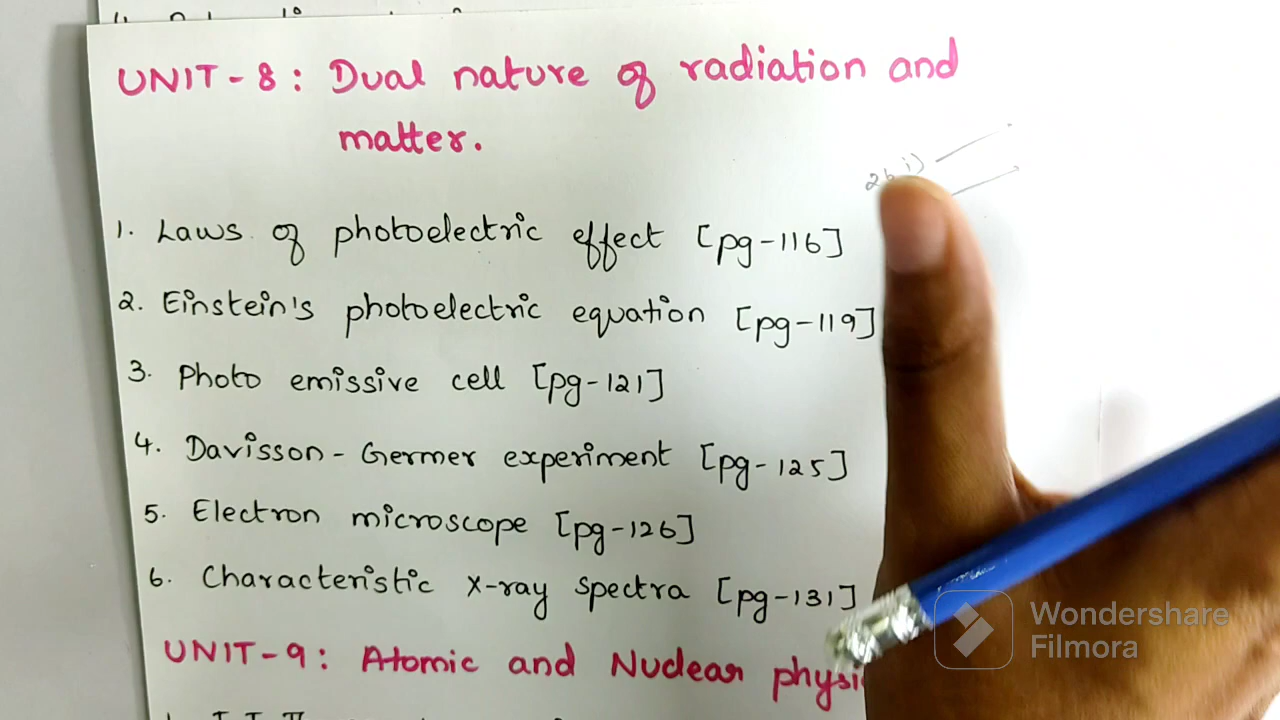 UNIT-8: Dual nature of radiation and
matter.
26 i)
1. Laws of photoelectric effect [pg-116]
2. Einstein's photoelectric equation [pg-119]
3. Photo emissive cell [pg-121]
4. Davisson-Germer experiment [pg-125]
5. Electron microscope [pg-126]
6. Characteristic X-ray spectra [pg-131]
UNIT-9: Atomic and Nuclear
Wondershare
Filmora